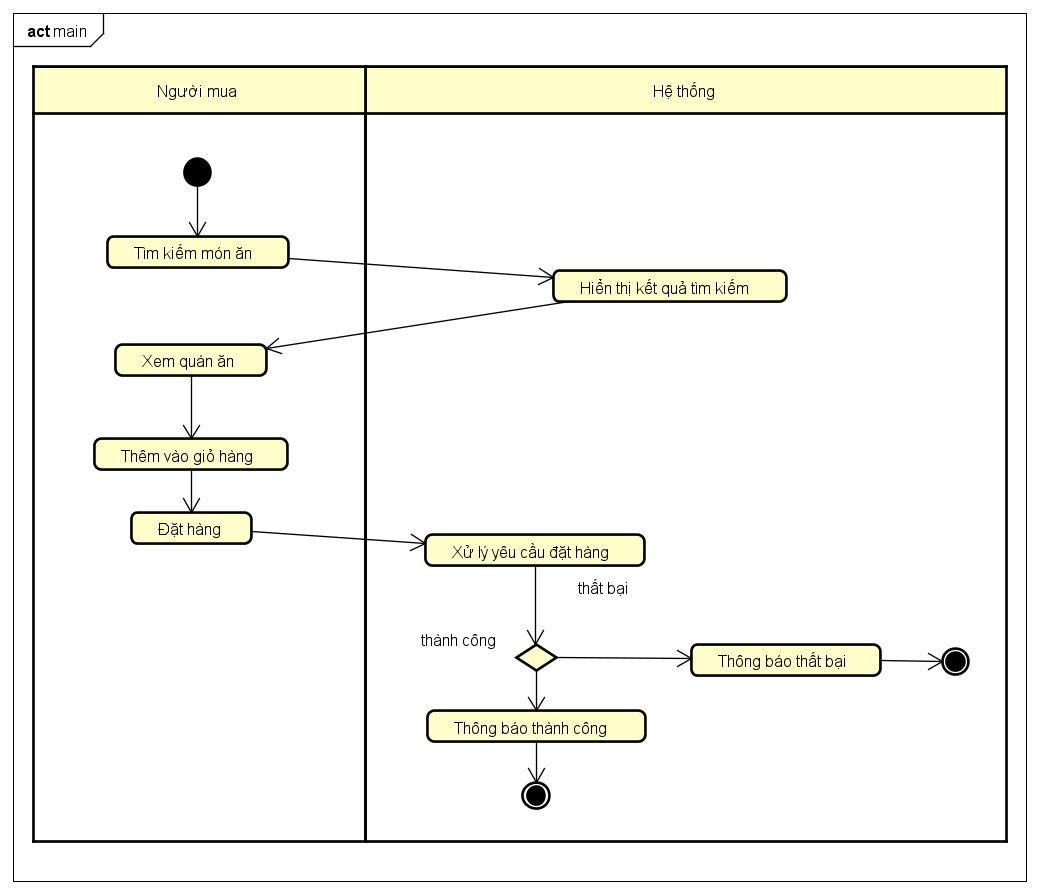 act main
Người mua
Hệ thống
Tìm kiếm món ăn
Hiển thị kết quả tìm kiếm
Xem quán ăn
Thêm vào giỏ hàng
Đặt hàng
Xử lý yêu cầu đặt hàng
thất bại
thành công
Thông báo thất bại
Thông báo thành công